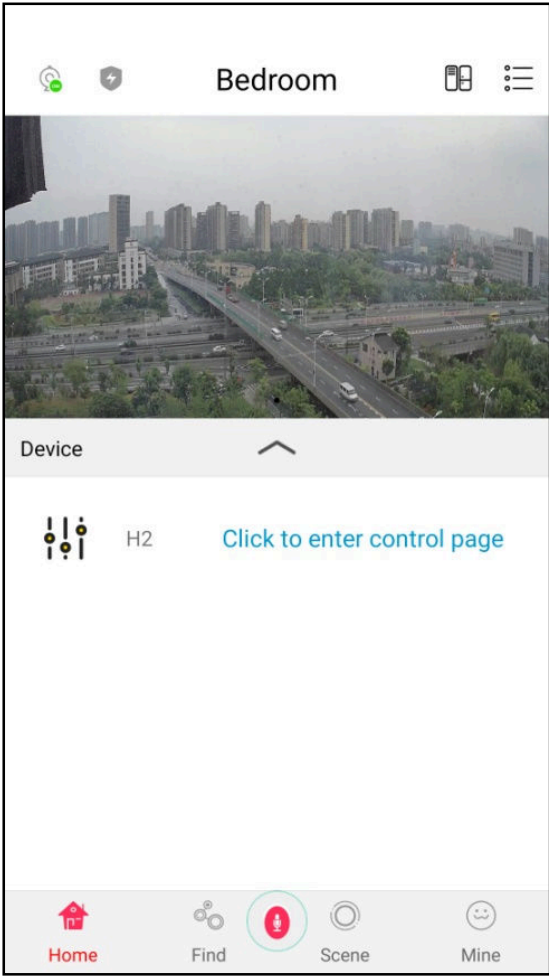 Bedroom
Device
H2 Click to enter control page
Home Find Scene Mine